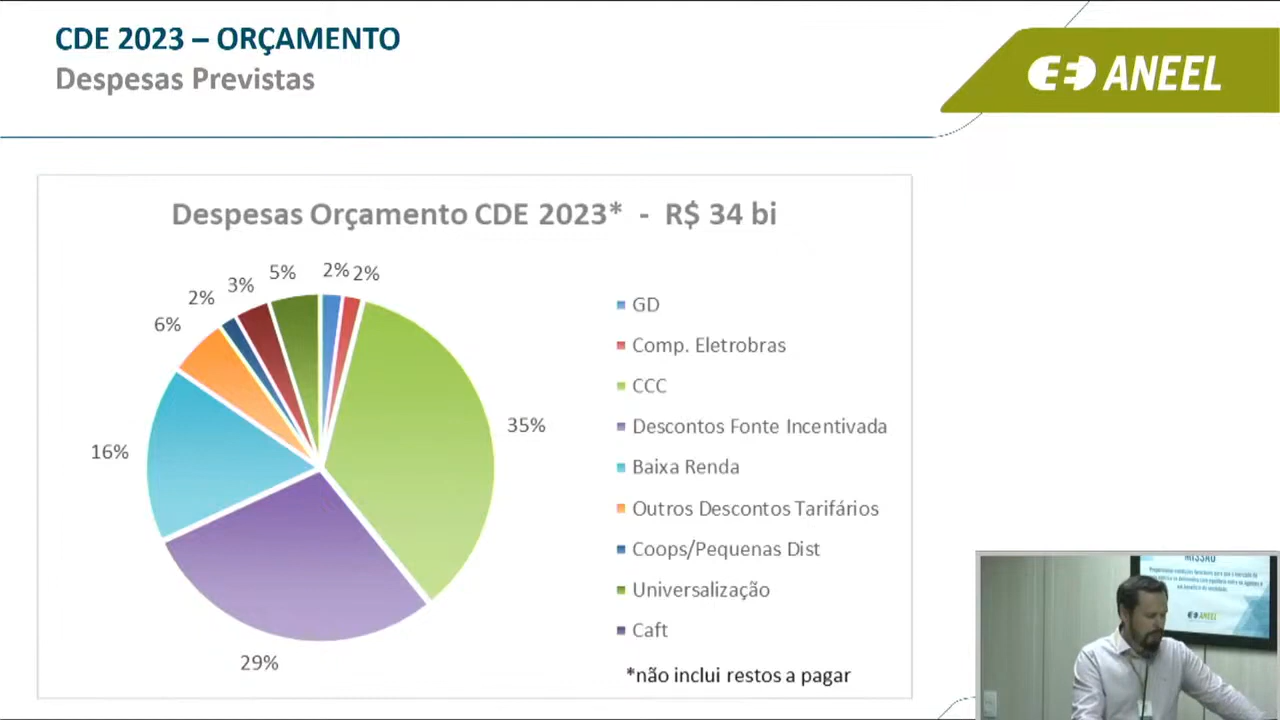 CDE 2023 – ORÇAMENTO
Despesas Previstas
ANEEL
Despesas Orçamento CDE 2023* - R$ 34 bi
2%
2%
35%
29%
16%
6%
2%
3%
5%
GD
Comp. Eletrobras
CCC
Descontos Fonte Incentivada
Baixa Renda
Outros Descontos Tarifários
Coops/Pequenas Dist
Universalização
Caft
*não inclui restos a pagar
MISSÃO
ANEEL